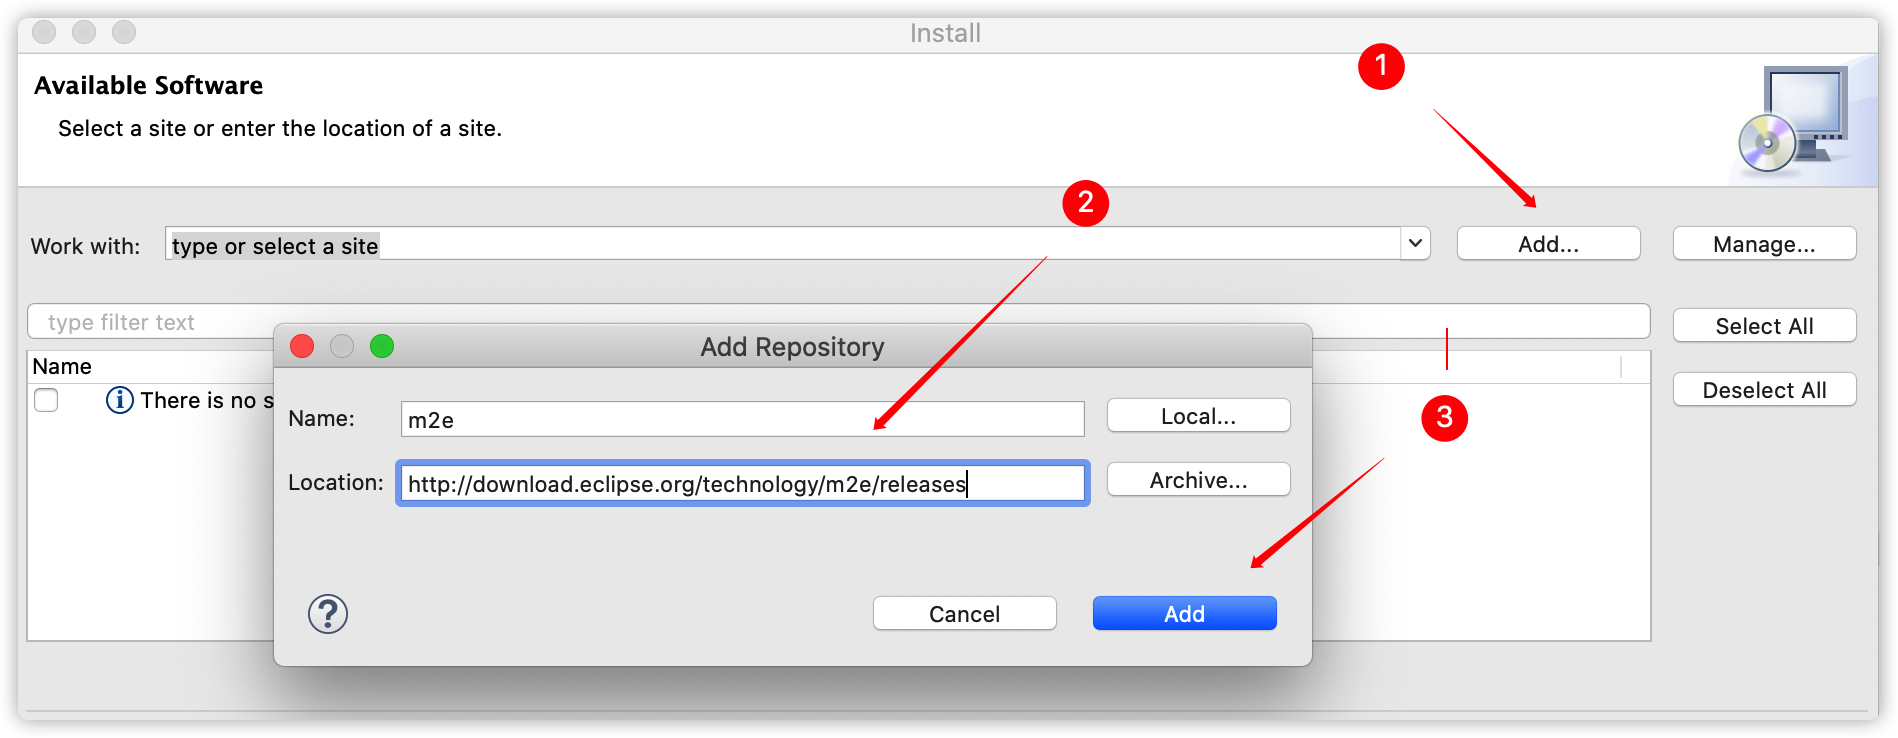 Install
Available Software
Select a site or enter the location of a site.
1
2
Work with: type or select a site Add... Manage...
type filter text Select All
Add Repository
Name
Deselect All
There is no s
Name: m2e Local...
3
Location: http://download.eclipse.org/technology/m2e/releases Archive...
? Cancel Add